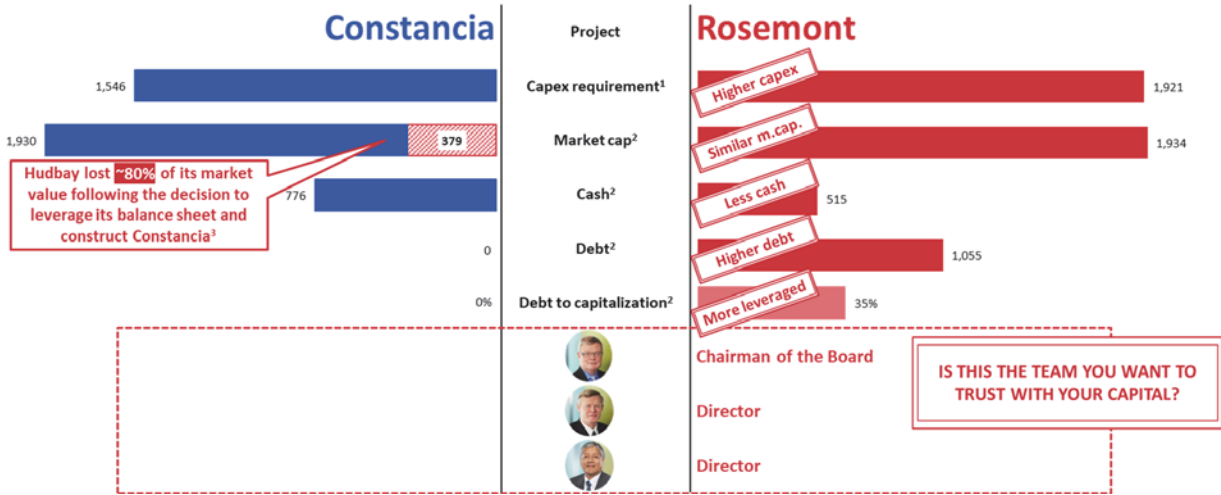 Constancia
Project
Rosemont
1,546
Capex requirement¹
Higher capex
1,921
1,930
379
Market cap²
Similar m.cap.
1,934
Hudbay lost ~80% of its market
value following the decision to
leverage its balance sheet and
construct Constancia³
776
Cash²
Less cash
515
0
Debt²
Higher debt
1,055
0%
Debt to capitalization²
More leveraged
35%
Chairman of the Board
Director
Director
IS THIS THE TEAM YOU WANT TO
TRUST WITH YOUR CAPITAL?